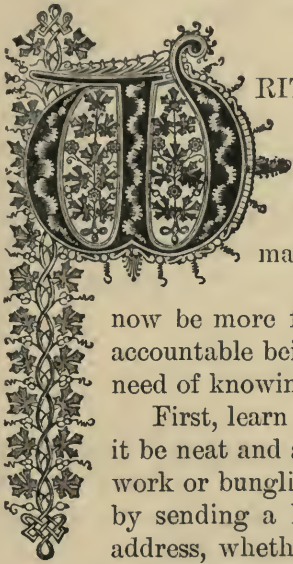 WRIT
ma
now be more
accountable bei
need of knowin
First, learn
it be neat and a
work or bungli
by sending a l
address, wheth